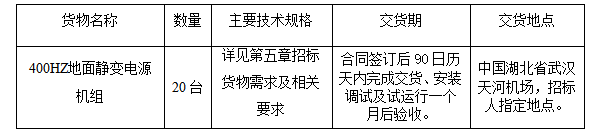 货物名称 数量 主要技术规格 交货期 交货地点
400HZ地面静变电源机组 20 台 详见第五章招标货物需求及相关要求 合同签订后 90 日历天内完成交货、安装调试及试运行一个月后验收。 中国湖北省武汉天河机场，招标人指定地点。